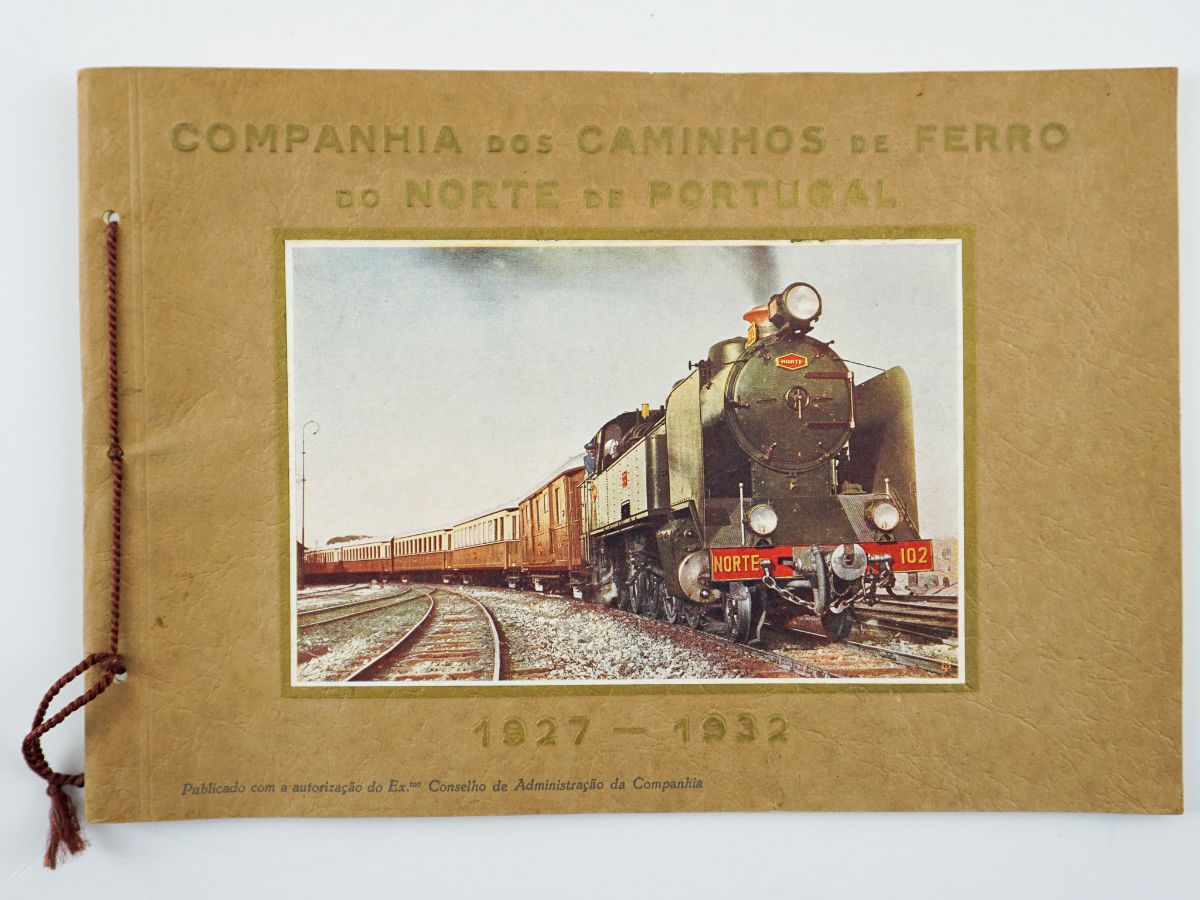 COMPANHIA DOS CAMINHOS DE FERRO
DO NORTE DE PORTUGAL
NORTE
NORTE 102
1927 — 1932
Publicado com a autorização do Ex.mo Conselho de Administração da Companhia